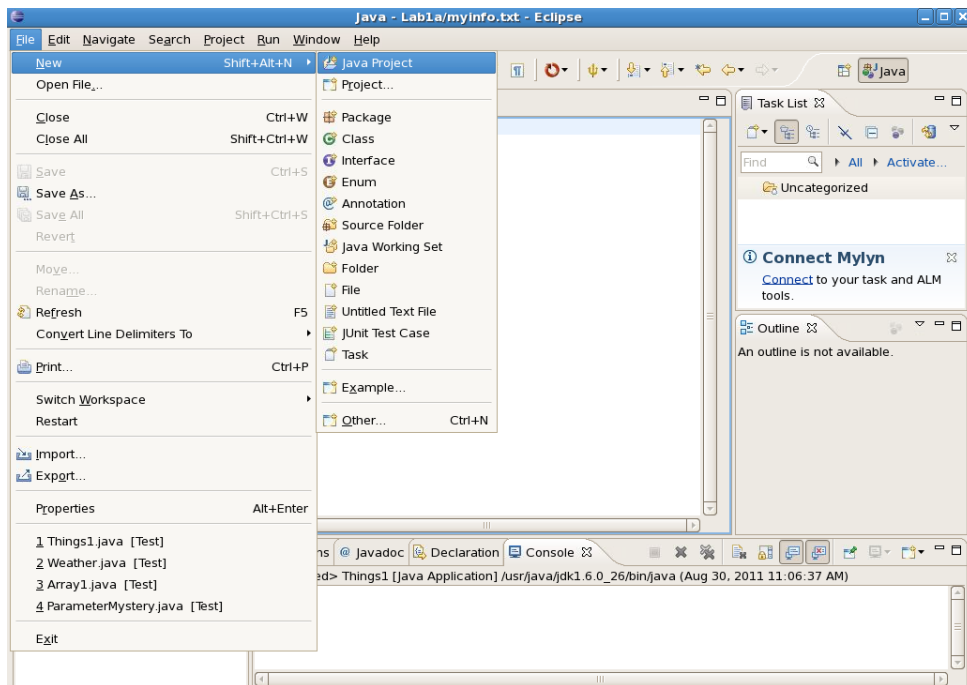 Java - Lab1a/myinfo.txt - Eclipse
File Edit Navigate Search Project Run Window Help
New Shift+Alt+N
Open File...
Close Ctrl+W
Close All Shift+Ctrl+W
Save Ctrl+S
Save As...
Save All Shift+Ctrl+S
Revert
Move...
Rename...
Refresh F5
Convert Line Delimiters To
Print... Ctrl+P
Switch Workspace
Restart
Import...
Export...
Properties Alt+Enter
1 Things1.java [Test]
2 Weather.java [Test]
3 Array1.java [Test]
4 ParameterMystery.java [Test]
Exit
Java Project
Project...
Package
Class
Interface
Enum
Annotation
Source Folder
Java Working Set
Folder
File
Untitled Text File
JUnit Test Case
Task
Example...
Other... Ctrl+N
Java
Task List
Find All Activate...
Uncategorized
Connect Mylyn
Connect to your task and ALM
tools.
Outline
An outline is not available.
ns @ Javadoc Declaration Console
ed> Things1 [Java Application] /usr/java/jdk1.6.0_26/bin/java (Aug 30, 2011 11:06:37 AM)